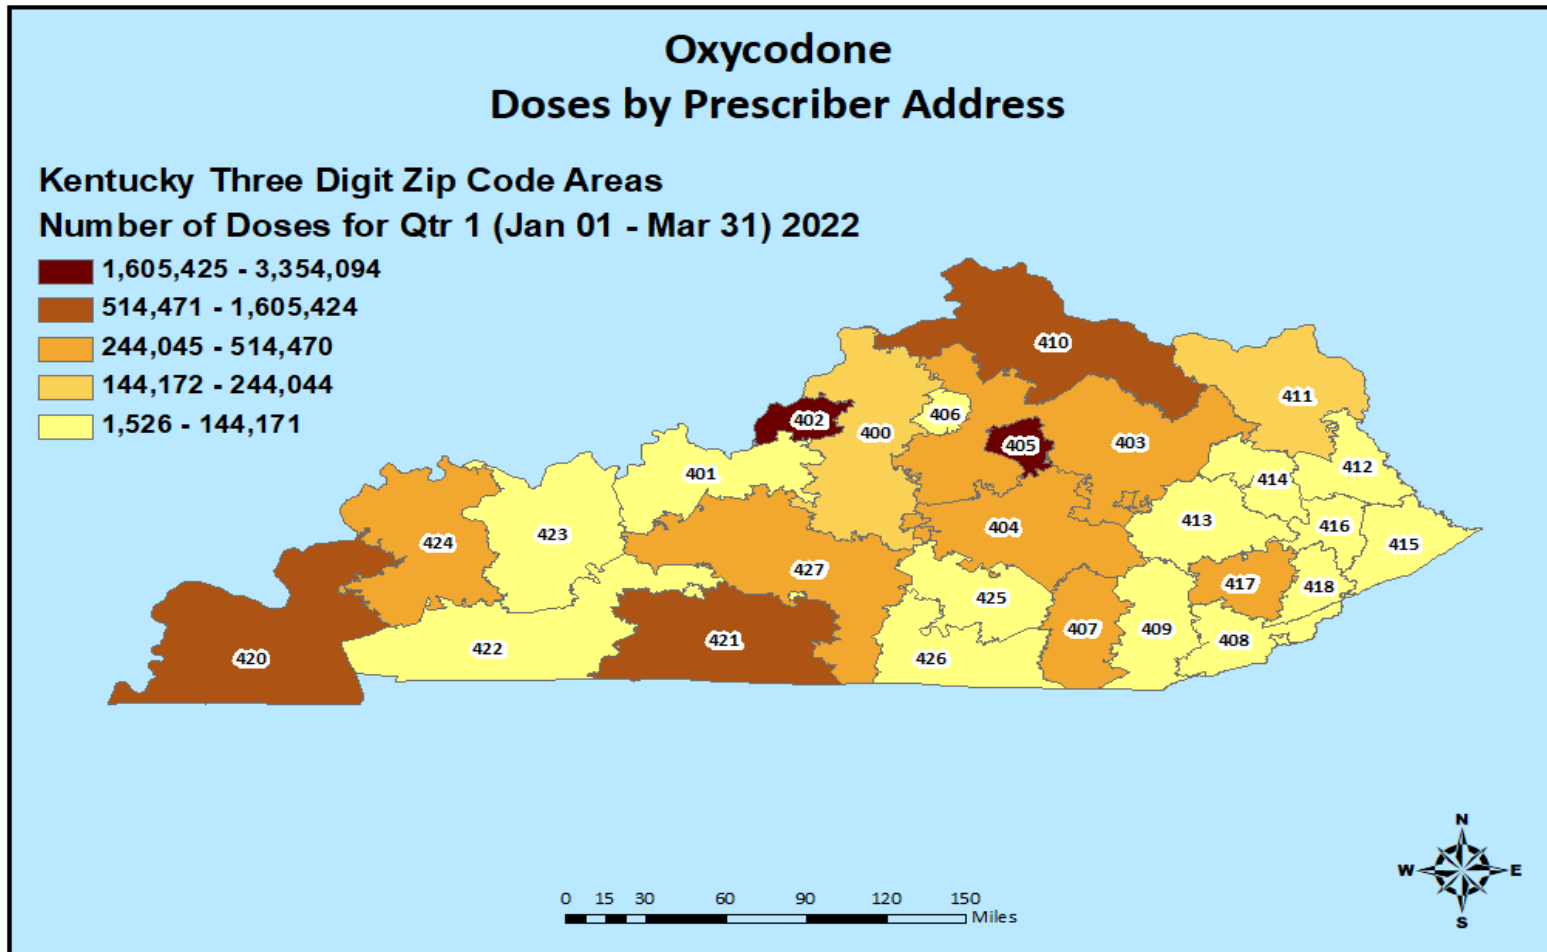 Oxycodone
Doses by Prescriber Address
Kentucky Three Digit Zip Code Areas
Number of Doses for Qtr 1 (Jan 01 - Mar 31) 2022
1,605,425 - 3,354,094
514,471 - 1,605,424
244,045 - 514,470
144,172 - 244,044
1,526 - 144,171
410
411
406
402
400
405
403
401
412
414
413
416
423
404
424
415
427
417
418
425
407
409
408
421
422
420
426
N
W E
S
0 15 30 60 90 120 150
Miles